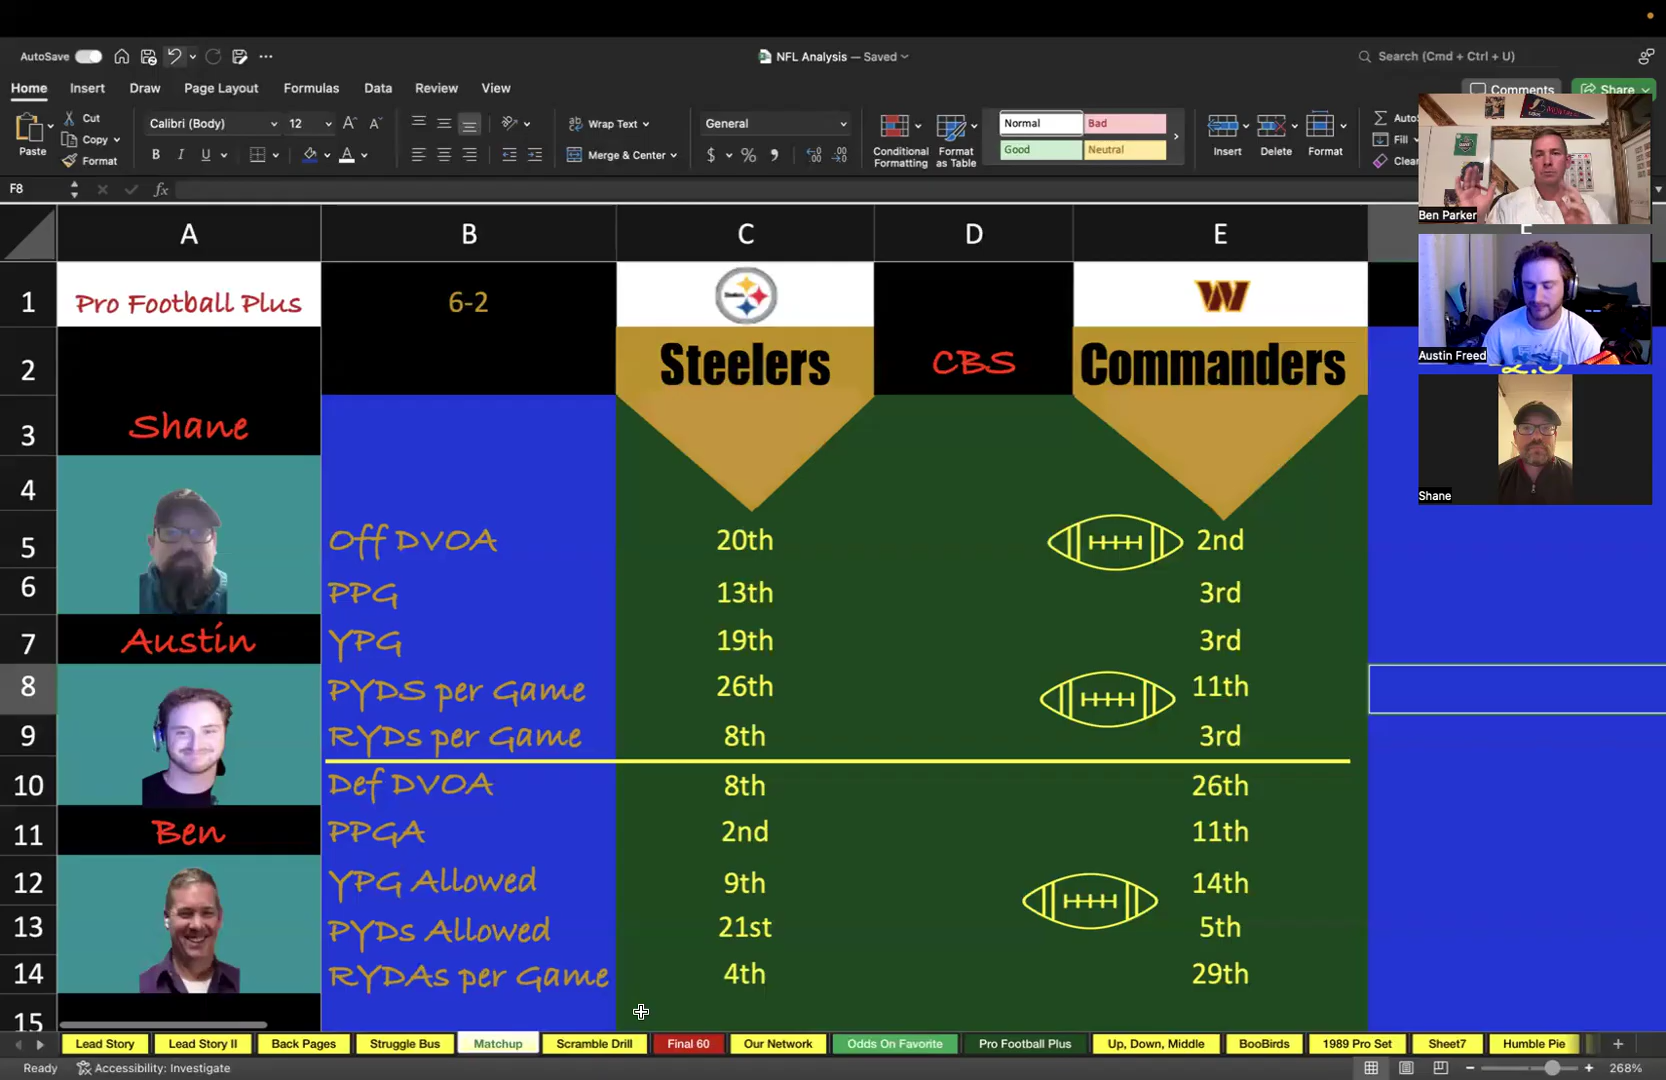 AutoSave
NFL Analysis — Saved
Search (Cmd + Ctrl + U)
Home Insert Draw Page Layout Formulas Data Review View
Comments
Share
Paste
Cut
Copy
Format
Calibri (Body)
12
B I U
Wrap Text
Merge & Center
General
$ %
Conditional Formatting
Format as Table
Normal
Bad
Good
Neutral
Insert
Delete
Format
Fill
F8
fx
Ben Parker
Austin Freed
Shane
A B C D E
1 Pro Football Plus 6-2 Steelers W
2 Steelers CBS Commanders
3 Shane
4
5 Off DVOA 20th 2nd
6 PPG 13th 3rd
7 Austin YPG 19th 3rd
8 PYDS per Game 26th 11th
9 RYDs per Game 8th 3rd
10 Def DVOA 8th 26th
11 Ben PPGA 2nd 11th
12 YPG Allowed 9th 14th
13 PYDs Allowed 21st 5th
14 RYDAs per Game 4th 29th
15
Lead Story Lead Story II Back Pages Struggle Bus Matchup Scramble Drill Final 60 Our Network Odds On Favorite Pro Football Plus Up, Down, Middle BooBirds 1989 Pro Set Sheet7 Humble Pie +
Ready Accessibility: Investigate
268%